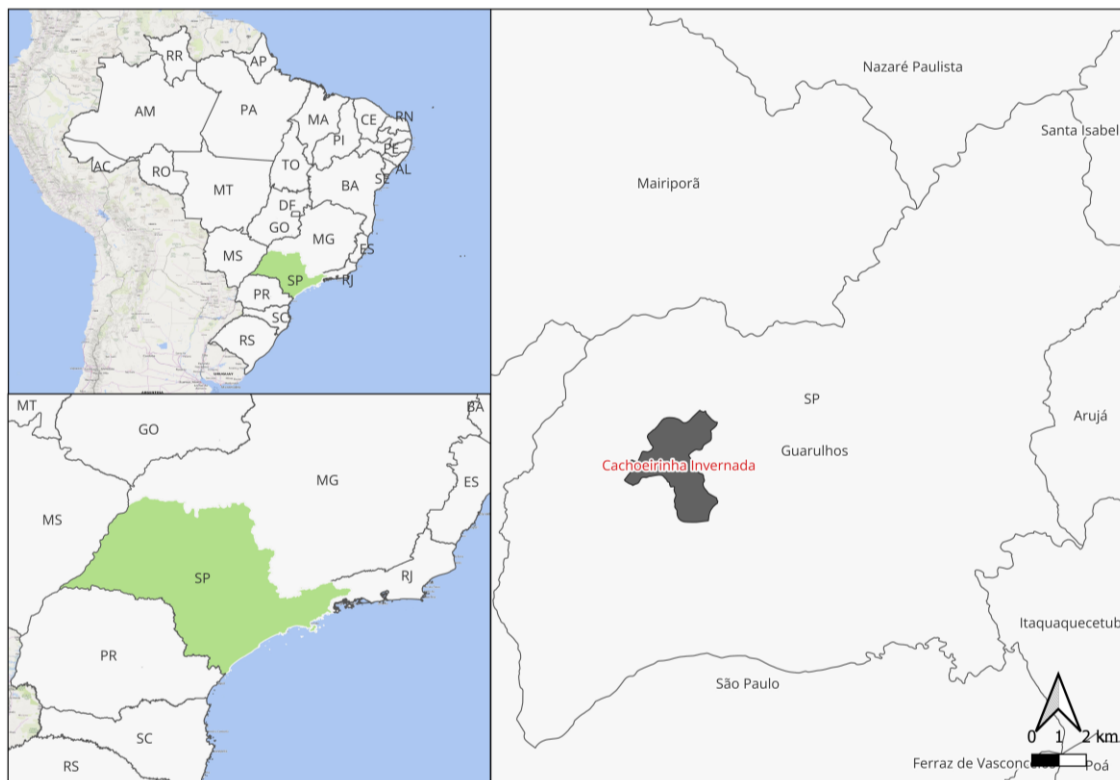 RR
AP
AM
PA
MA
CE
RN
PI
PE
AC
RO
TO
AL
SE
MT
BA
DF
GO
MG
MS
ES
SP
RJ
PR
SC
RS
MT
GO
BA
MG
ES
MS
SP
RJ
PR
SC
RS
Nazaré Paulista
Santa Isabel
Mairiporã
SP
Arujá
Guarulhos
Cachoeirinha Invernada
Itaquaquecetub
São Paulo
0 1 2 km
Ferraz de Vasconcelos
Poá